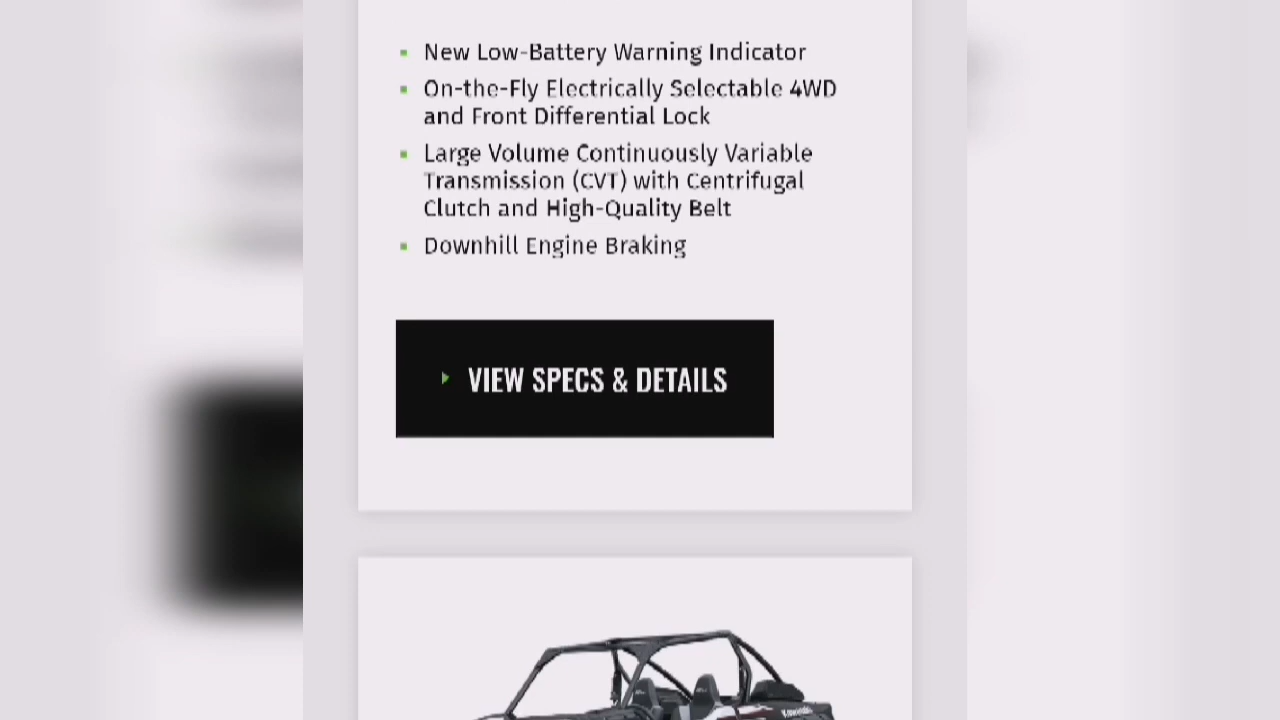 New Low-Battery Warning Indicator
On-the-Fly Electrically Selectable 4WD
and Front Differential Lock
Large Volume Continuously Variable
Transmission (CVT) with Centrifugal
Clutch and High-Quality Belt
Downhill Engine Braking
VIEW SPECS & DETAILS
Kawasaki